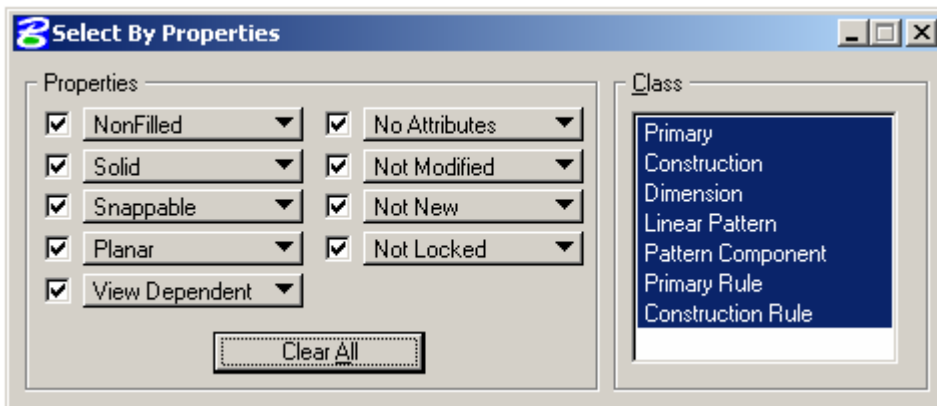 Select By Properties
Properties
NonFilled
No Attributes
Solid
Not Modified
Snappable
Not New
Planar
Not Locked
View Dependent
Clear All
Class
Primary
Construction
Dimension
Linear Pattern
Pattern Component
Primary Rule
Construction Rule